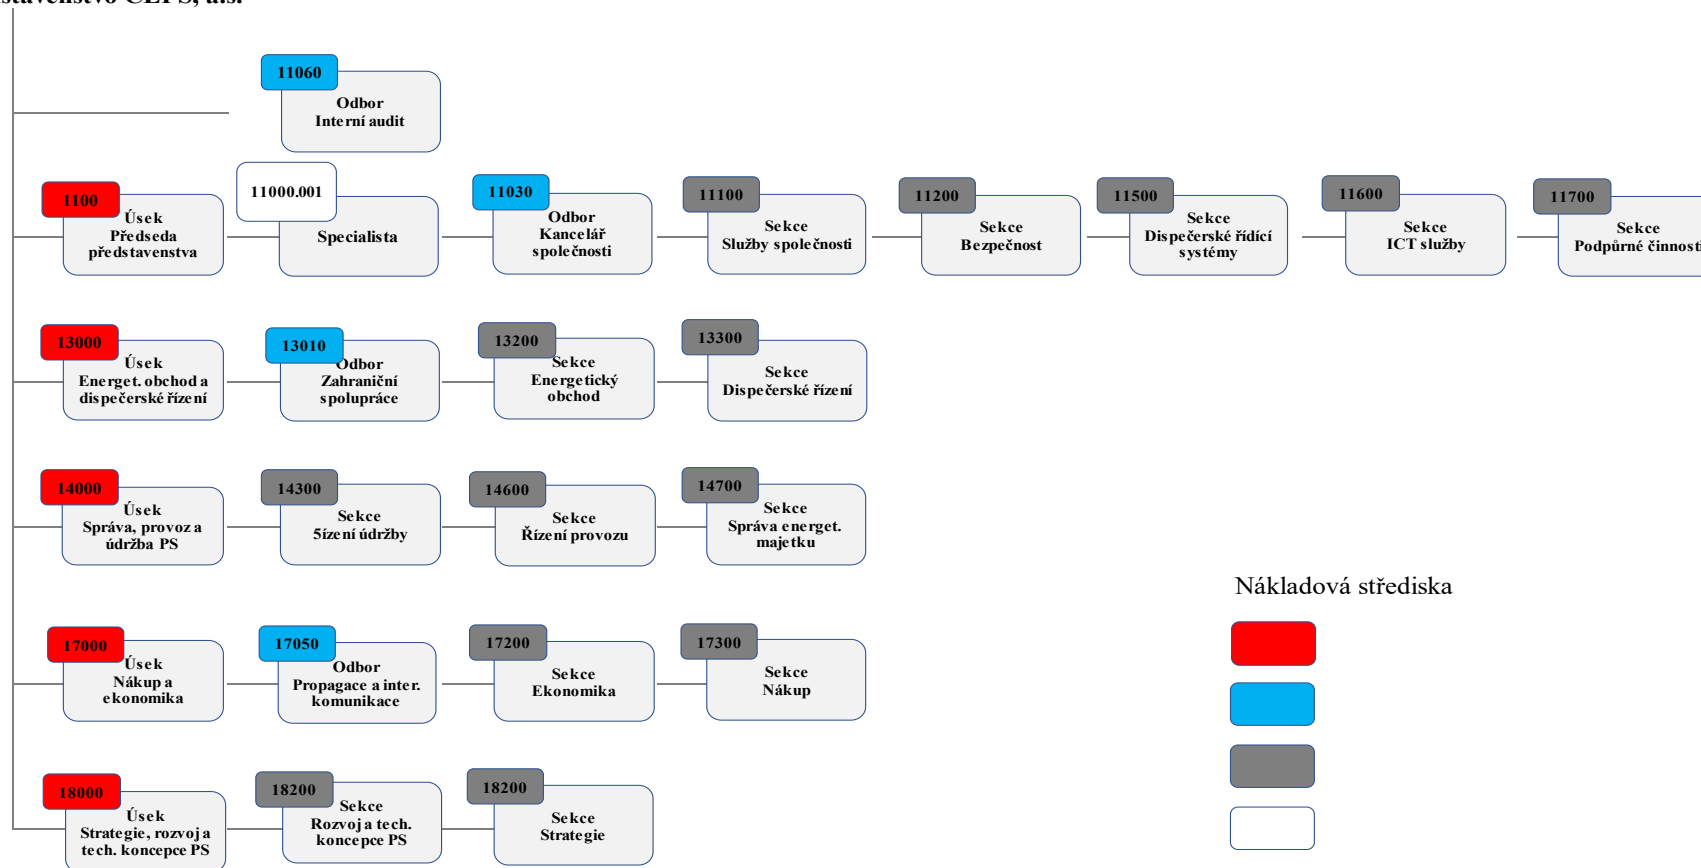 ČEPS, a.s.
11060
Odbor
Interní audit
1100
Úsek
Předseda
představenstva
11000.001
Specialista
11030
Odbor
Kancelář
společnosti
11100
Sekce
Služby společnosti
11200
Sekce
Bezpečnost
11500
Sekce
Dispečerské řídící
systémy
11600
Sekce
ICT služby
11700
Sekce
Podpůrné činnosti
13000
Úsek
Energet. obchod a
dispečerské řízení
13010
Odbor
Zahraniční
spolupráce
13200
Sekce
Energetický
obchod
13300
Sekce
Dispečerské řízení
14000
Úsek
Správa, provoz a
údržba PS
14300
Sekce
5ízení údržby
14600
Sekce
Řízení provozu
14700
Sekce
Správa energet.
majetku
Nákladová střediska
17000
Úsek
Nákup a
ekonomika
17050
Odbor
Propagace a inter.
komunikace
17200
Sekce
Ekonomika
17300
Sekce
Nákup
18000
Úsek
Strategie, rozvoj a
tech. koncepce PS
18200
Sekce
Rozvoj a tech.
koncepce PS
18200
Sekce
Strategie